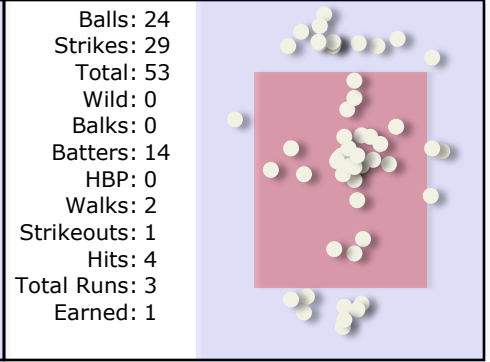 Balls: 24
Strikes: 29
Total: 53
Wild: 0
Balks: 0
Batters: 14
HBP: 0
Walks: 2
Strikeouts: 1
Hits: 4
Total Runs: 3
Earned: 1